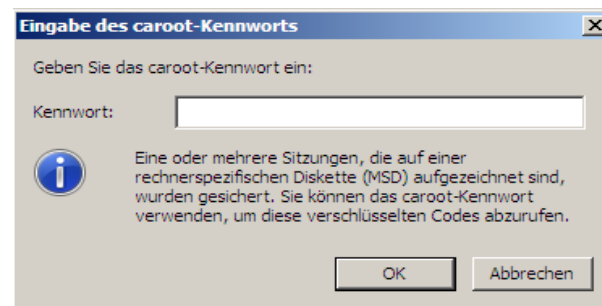 Eingabe des caroot-Kennworts
Geben Sie das caroot-Kennwort ein:
Kennwort:
Eine oder mehrere Sitzungen, die auf einer
rechnerspezifischen Diskette (MSD) aufgezeichnet sind,
wurden gesichert. Sie können das caroot-Kennwort
verwenden, um diese verschlüsselten Codes abzurufen.
OK
Abbrechen